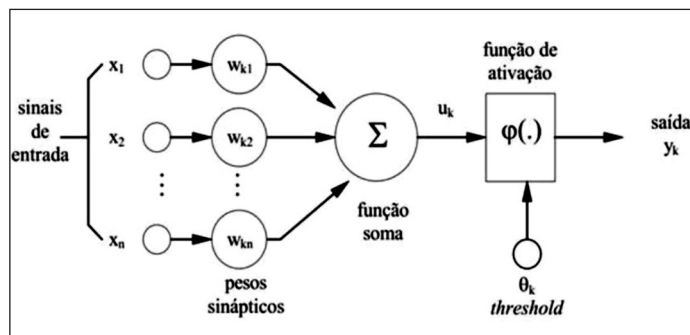 sinais
de
entrada
x1
x2
xn
wk1
wk2
wkn
pesos
sinápticos
Σ
função
soma
uk
função de
ativação
φ(.)
θk
threshold
saída
yk